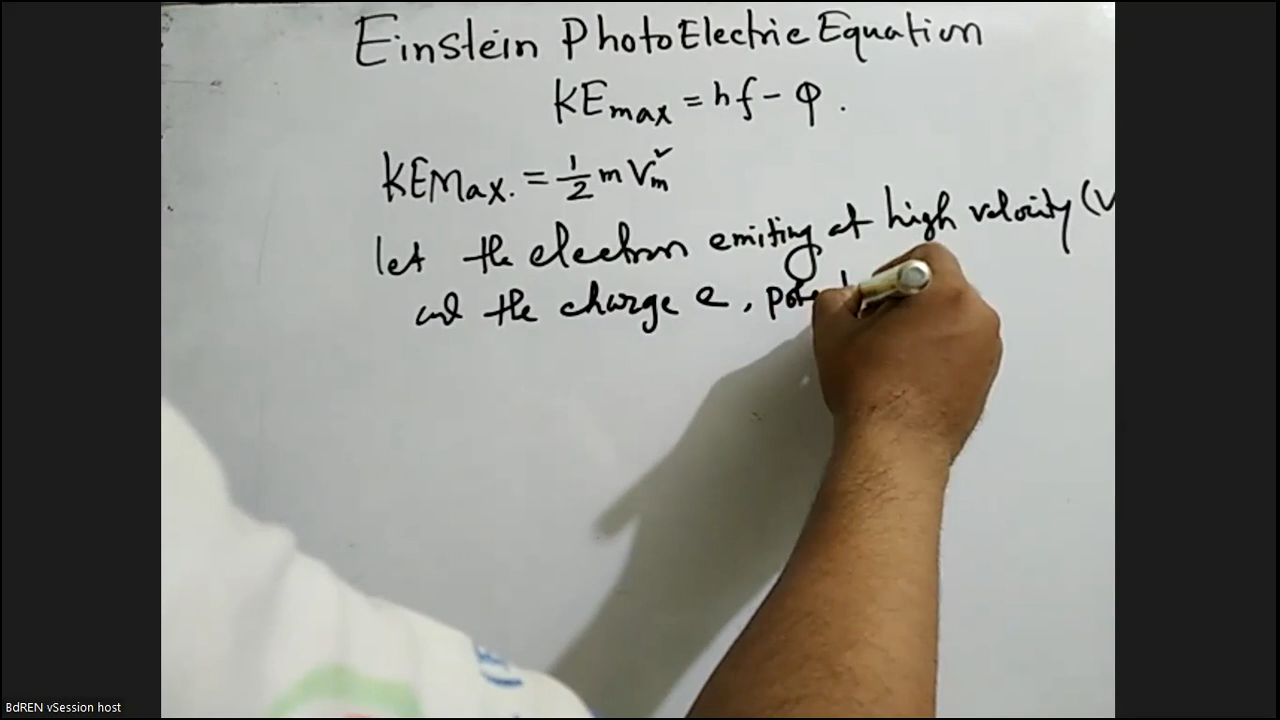 Einstein PhotoElectric Equation
KEmax = hf - φ.
KEMax. = 1/2 m Vm²
let the electron emiting at high velocity (V
and the charge e, pote
BdREN vSession host